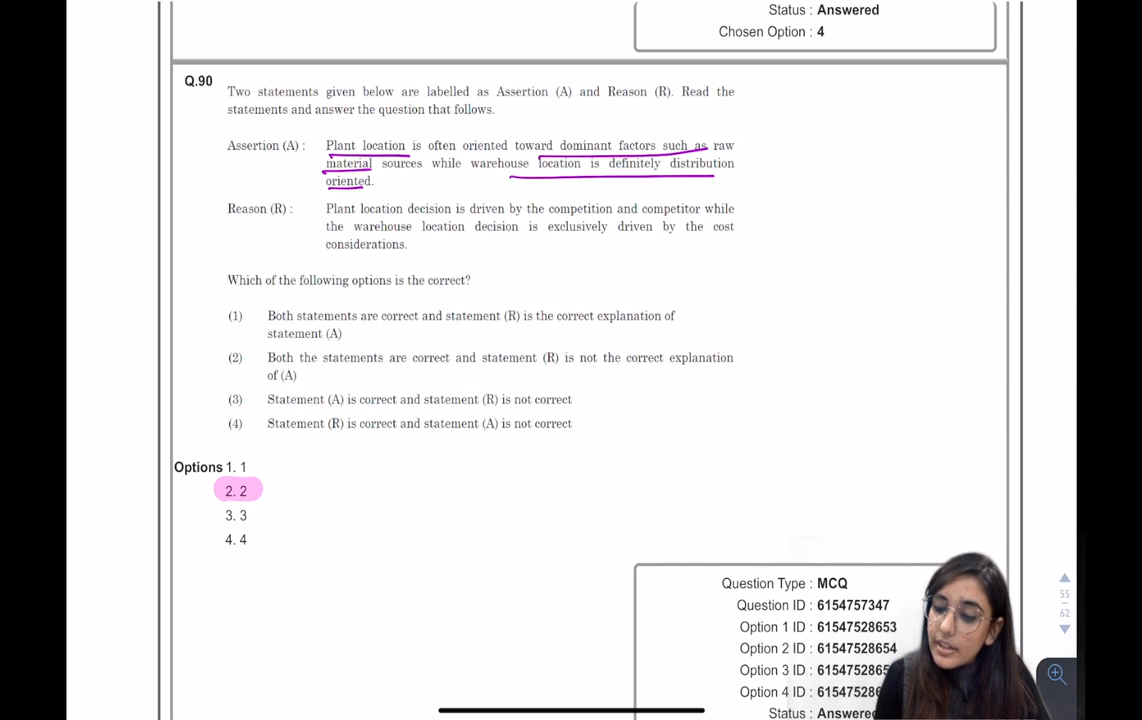 Status : Answered
Chosen Option : 4
Q.90
Two statements given below are labelled as Assertion (A) and Reason (R). Read the
statements and answer the question that follows.
Assertion (A) : Plant location is often oriented toward dominant factors such as raw
material sources while warehouse location is definitely distribution
oriented.
Reason (R) : Plant location decision is driven by the competition and competitor while
the warehouse location decision is exclusively driven by the cost
considerations.
Which of the following options is the correct?
(1) Both statements are correct and statement (R) is the correct explanation of
statement (A)
(2) Both the statements are correct and statement (R) is not the correct explanation
of (A)
(3) Statement (A) is correct and statement (R) is not correct
(4) Statement (R) is correct and statement (A) is not correct
Options 1. 1
2. 2
3. 3
4. 4
Question Type : MCQ
Question ID : 6154757347
Option 1 ID : 61547528653
Option 2 ID : 61547528654
Option 3 ID :
Option 4 ID :
Status : Answered
55
62